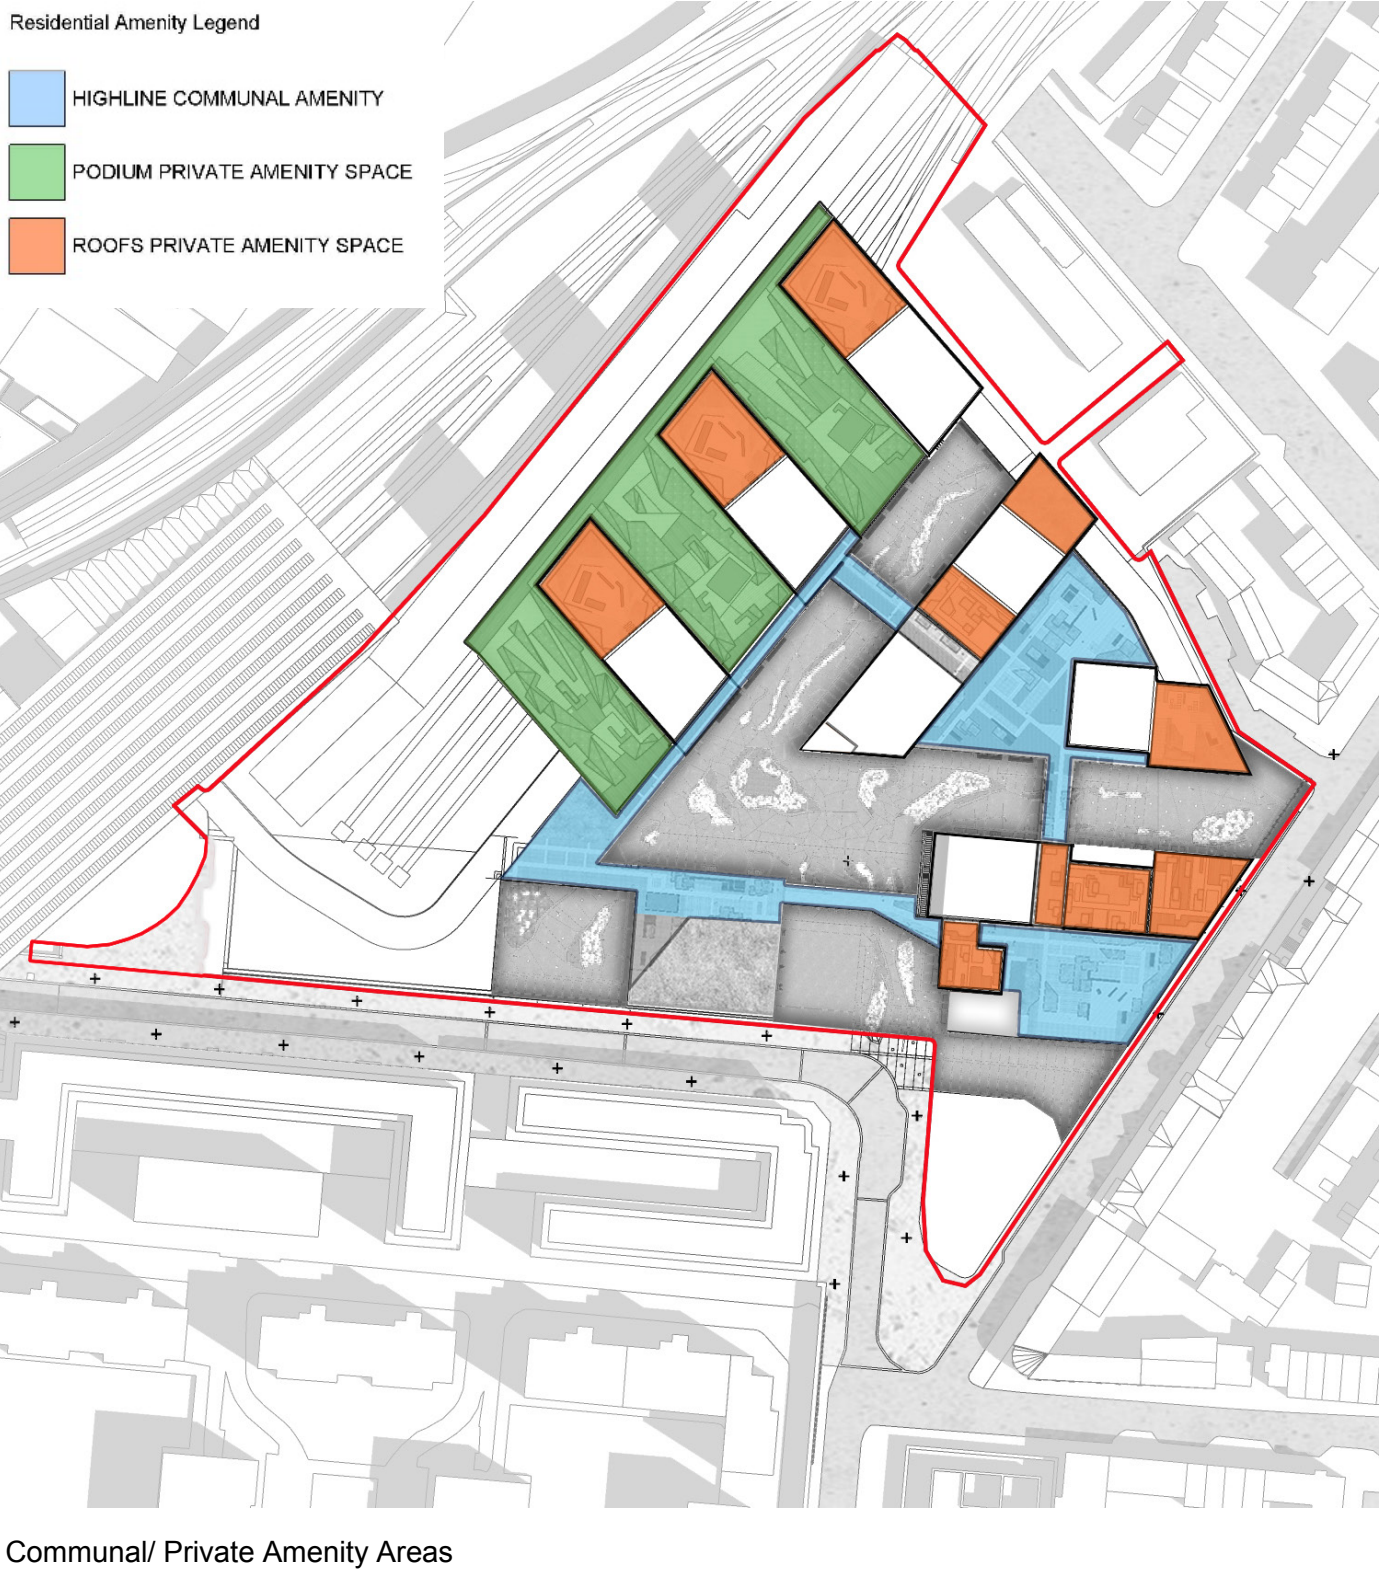 Residential Amenity Legend
HIGHLINE COMMUNAL AMENITY
PODIUM PRIVATE AMENITY SPACE
ROOFS PRIVATE AMENITY SPACE
Communal/ Private Amenity Areas